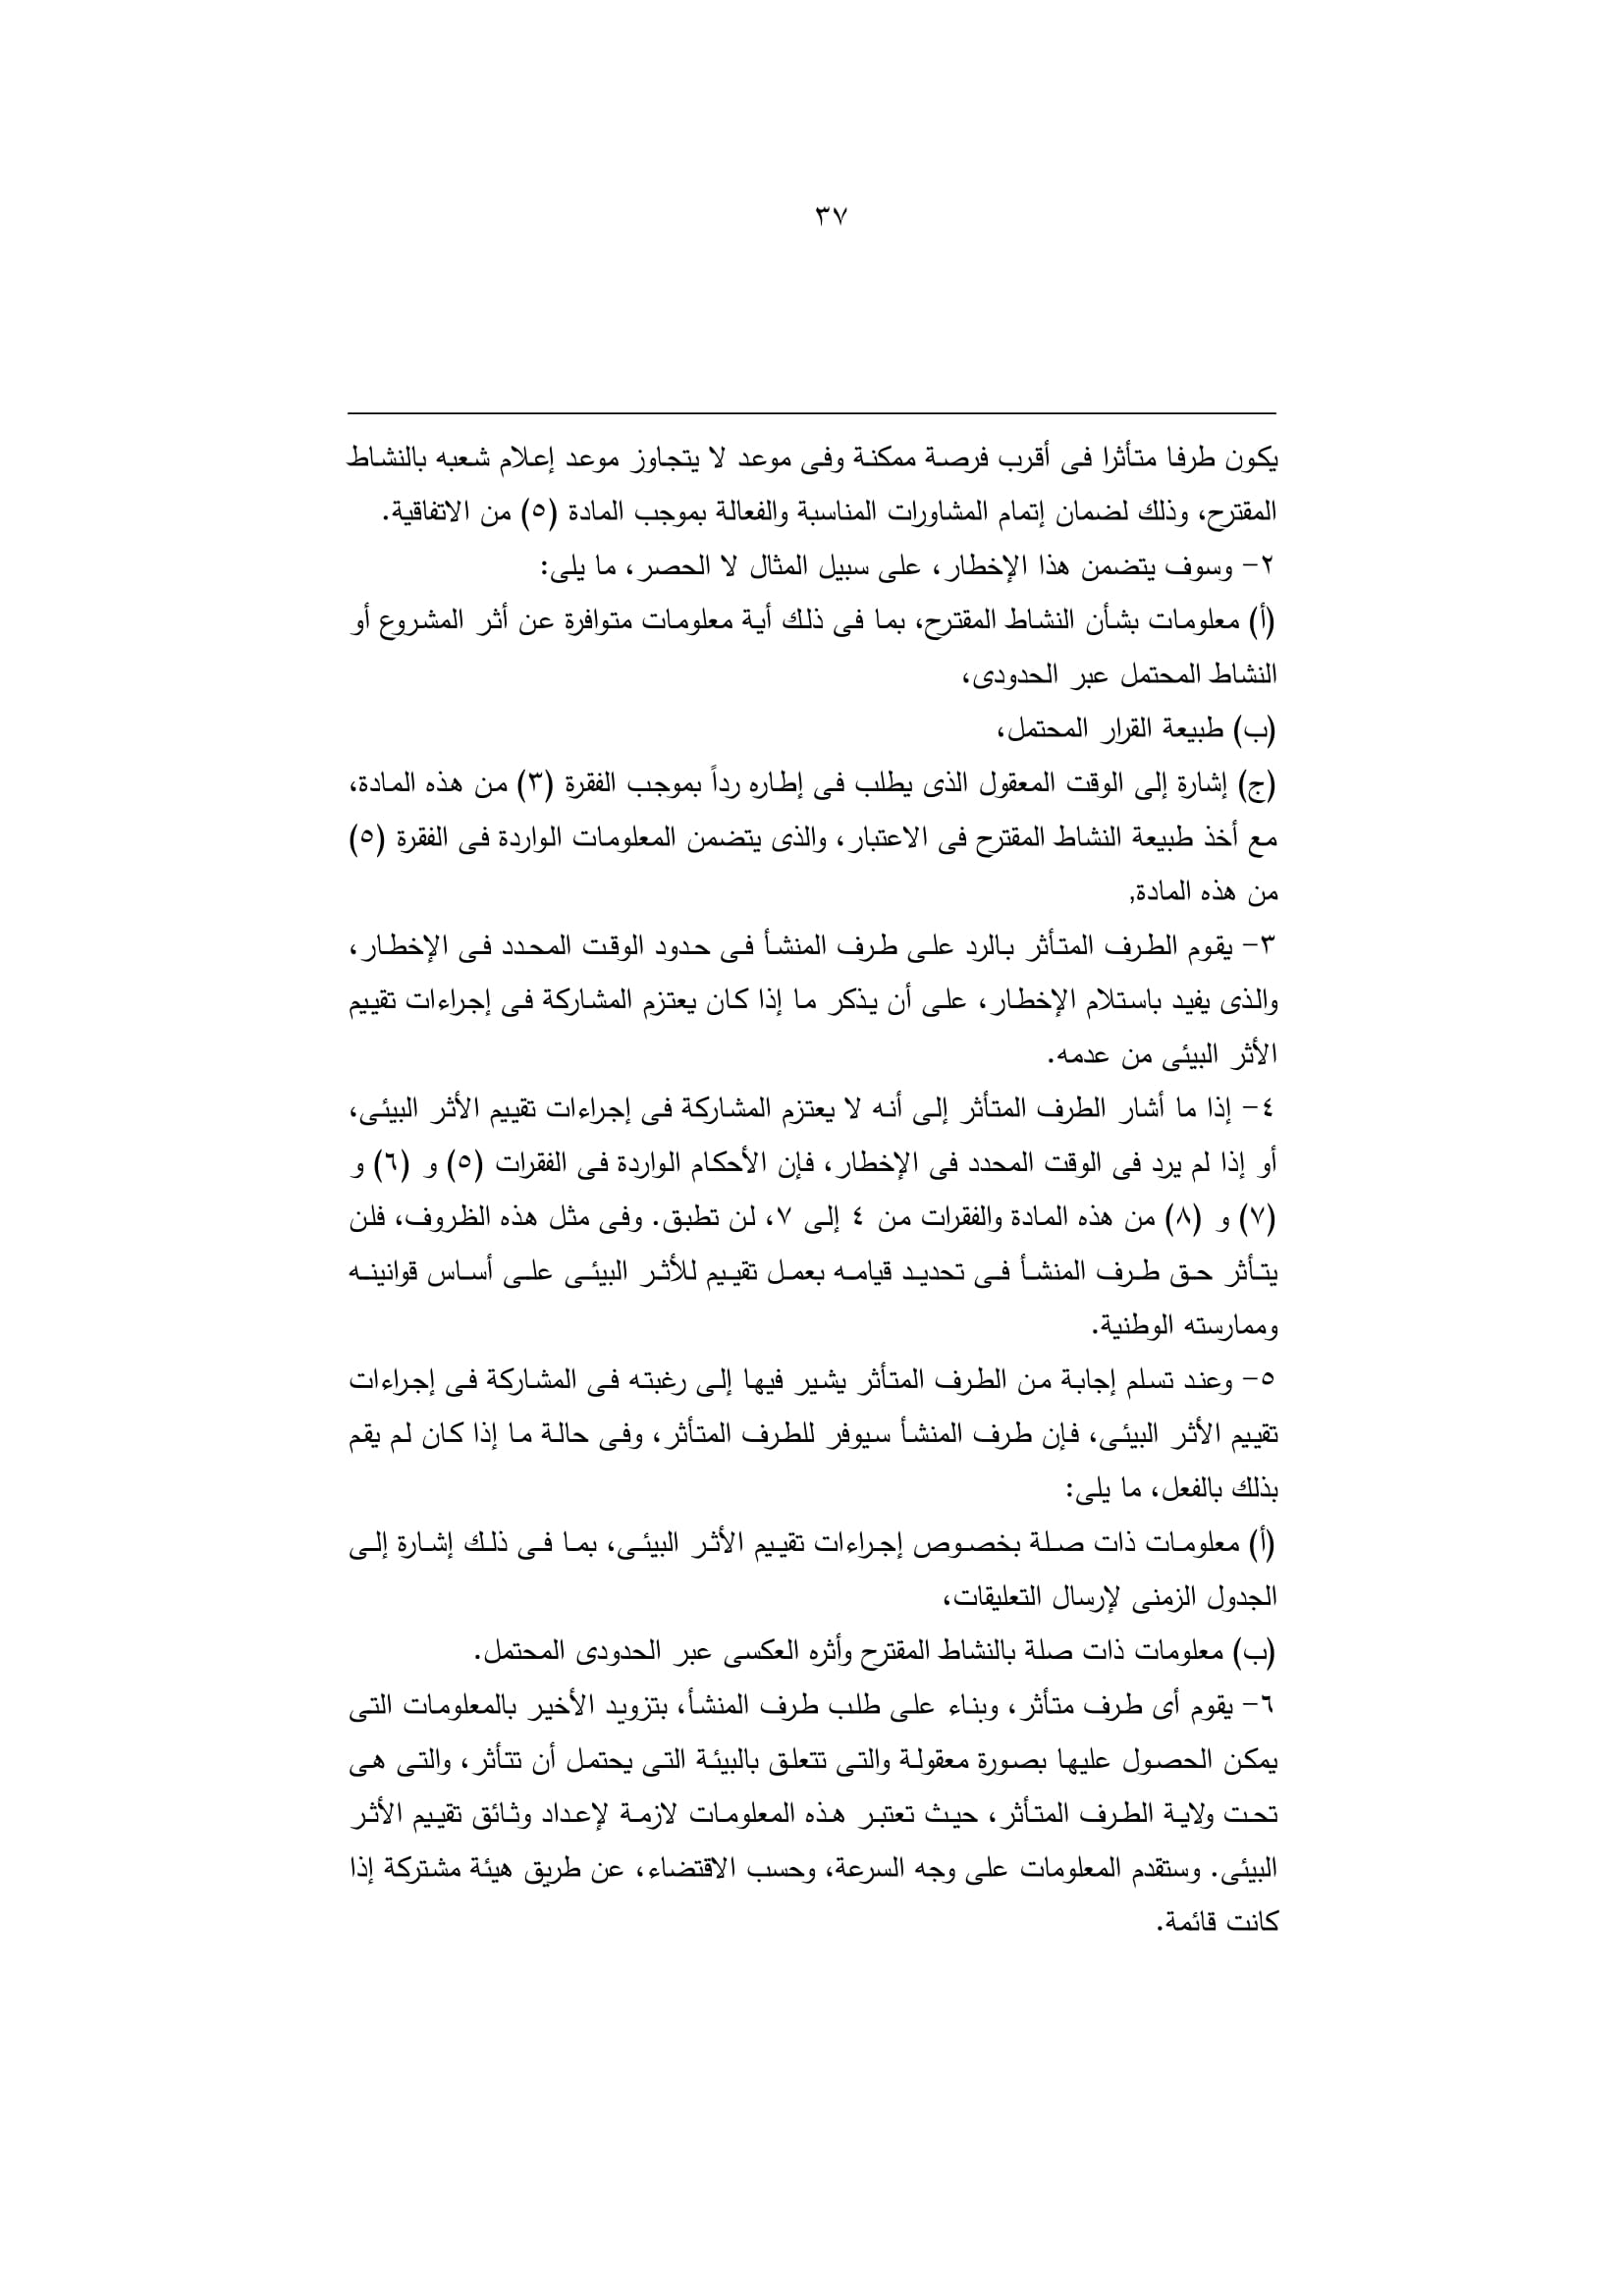 ٣٧
يكون طرفا متأثرا فى أقرب فرصة ممكنة وفى موعد لا يتجاوز موعد إعلام شعبه بالنشاط
المقترح، وذلك لضمان إتمام المشاورات المناسبة والفعالة بموجب المادة (٥) من الاتفاقية.
٢- وسوف يتضمن هذا الإخطار، على سبيل المثال لا الحصر، ما يلى:
(أ) معلومات بشأن النشاط المقترح، بما فى ذلك أية معلومات متوافرة عن أثر المشروع أو
النشاط المحتمل عبر الحدودى،
(ب) طبيعة القرار المحتمل،
(ج) إشارة إلى الوقت المعقول الذى يطلب فى إطاره رداً بموجب الفقرة (٣) من هذه المادة،
مع أخذ طبيعة النشاط المقترح فى الاعتبار، والذى يتضمن المعلومات الواردة فى الفقرة (٥)
من هذه المادة,
٣- يقوم الطرف المتأثر بالرد على طرف المنشأ فى حدود الوقت المحدد فى الإخطار،
والذى يفيد باستلام الإخطار، على أن يذكر ما إذا كان يعتزم المشاركة فى إجراءات تقييم
الأثر البيئى من عدمه.
٤- إذا ما أشار الطرف المتأثر إلى أنه لا يعتزم المشاركة فى إجراءات تقييم الأثر البيئى،
أو إذا لم يرد فى الوقت المحدد فى الإخطار، فإن الأحكام الواردة فى الفقرات (٥) و (٦) و
(٧) و (٨) من هذه المادة والفقرات من ٤ إلى ٧، لن تطبق. وفى مثل هذه الظروف، فلن
يتأثر حق طرف المنشأ فى تحديد قيامه بعمل تقييم للأثر البيئى على أساس قوانينه
وممارسته الوطنية.
٥- وعند تسلم إجابة من الطرف المتأثر يشير فيها إلى رغبته فى المشاركة فى إجراءات
تقييم الأثر البيئى، فإن طرف المنشأ سيوفر للطرف المتأثر، وفى حالة ما إذا كان لم يقم
بذلك بالفعل، ما يلى:
(أ) معلومات ذات صلة بخصوص إجراءات تقييم الأثر البيئى، بما فى ذلك إشارة إلى
الجدول الزمنى لإرسال التعليقات،
(ب) معلومات ذات صلة بالنشاط المقترح وأثره العكسى عبر الحدودى المحتمل.
٦- يقوم أى طرف متأثر، وبناء على طلب طرف المنشأ، بتزويد الأخير بالمعلومات التى
يمكن الحصول عليها بصورة معقولة والتى تتعلق بالبيئة التى يحتمل أن تتأثر، والتى هى
تحت ولاية الطرف المتأثر، حيث تعتبر هذه المعلومات لازمة لإعداد وثائق تقييم الأثر
البيئى. وستقدم المعلومات على وجه السرعة، وحسب الاقتضاء، عن طريق هيئة مشتركة إذا
كانت قائمة.